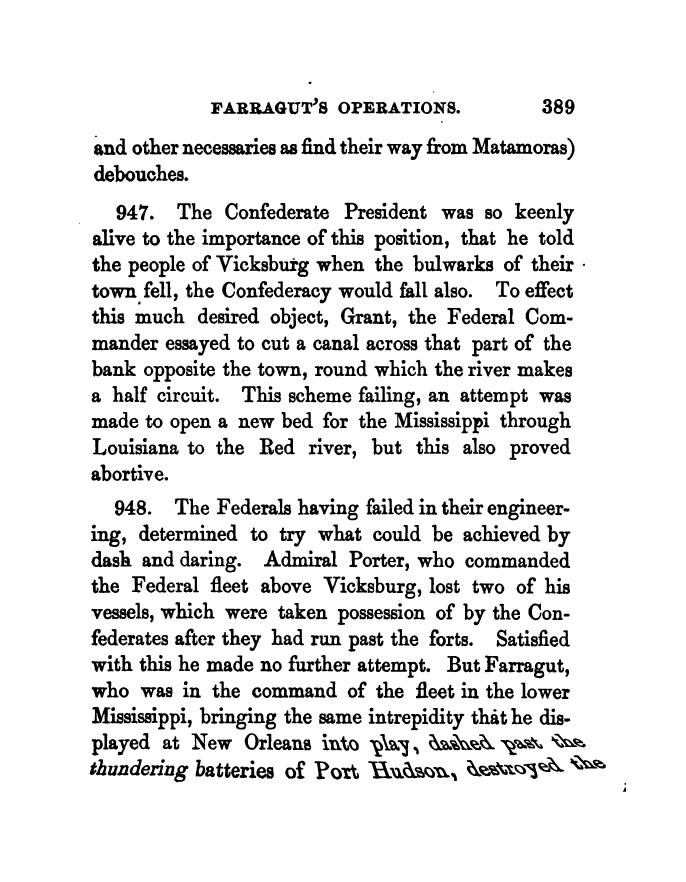 FARRAGUT'S OPERATIONS. 389
and other necessaries as find their way from Matamoras)
debouches.
947. The Confederate President was so keenly
alive to the importance of this position, that he told
the people of Vicksburg when the bulwarks of their
town fell, the Confederacy would fall also. To effect
this much desired object, Grant, the Federal Com-
mander essayed to cut a canal across that part of the
bank opposite the town, round which the river makes
a half circuit. This scheme failing, an attempt was
made to open a new bed for the Mississippi through
Louisiana to the Red river, but this also proved
abortive.
948. The Federals having failed in their engineer-
ing, determined to try what could be achieved by
dash and daring. Admiral Porter, who commanded
the Federal fleet above Vicksburg, lost two of his
vessels, which were taken possession of by the Con-
federates after they had run past the forts. Satisfied
with this he made no further attempt. But Farragut,
who was in the command of the fleet in the lower
Mississippi, bringing the same intrepidity that he dis-
played at New Orleans into play, dashed past the
thundering batteries of Port Hudson, destroyed the